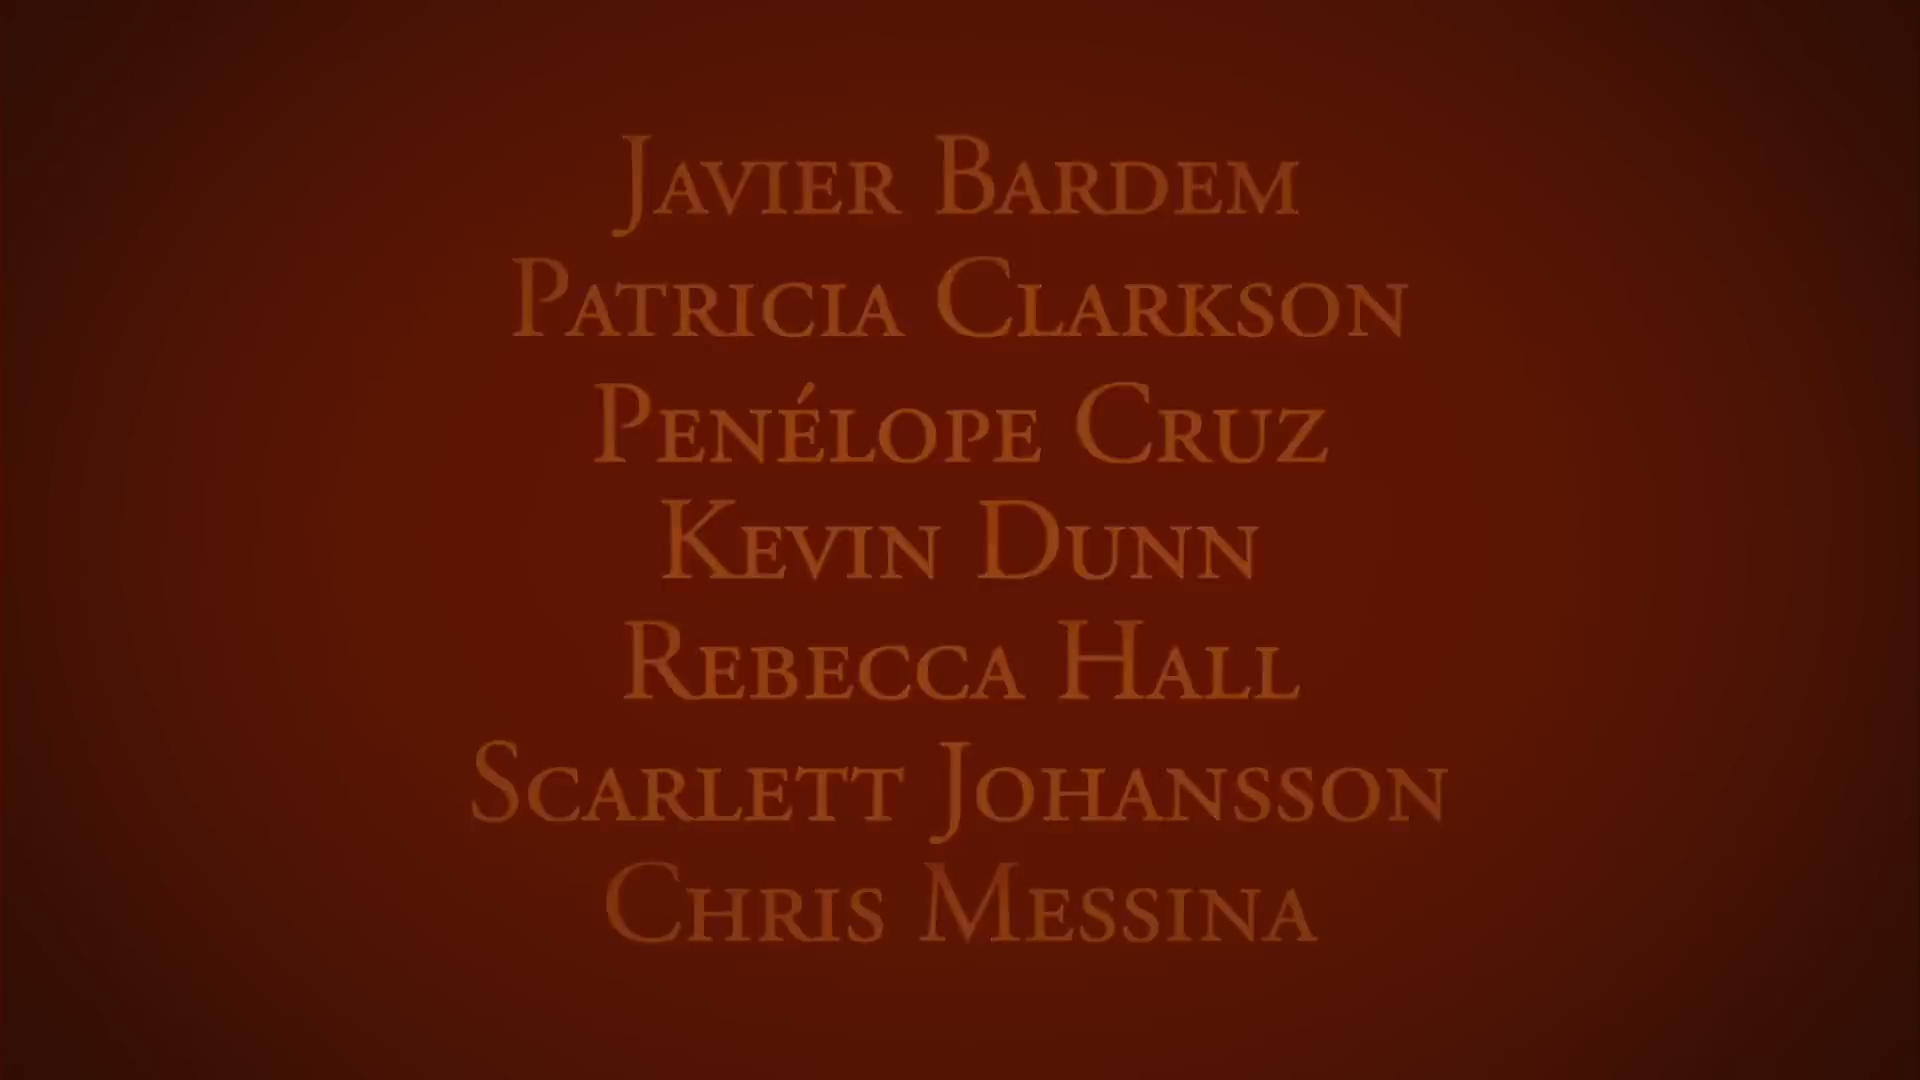 Javier Bardem
Patricia Clarkson
Penélope Cruz
Kevin Dunn
Rebecca Hall
Scarlett Johansson
Chris Messina